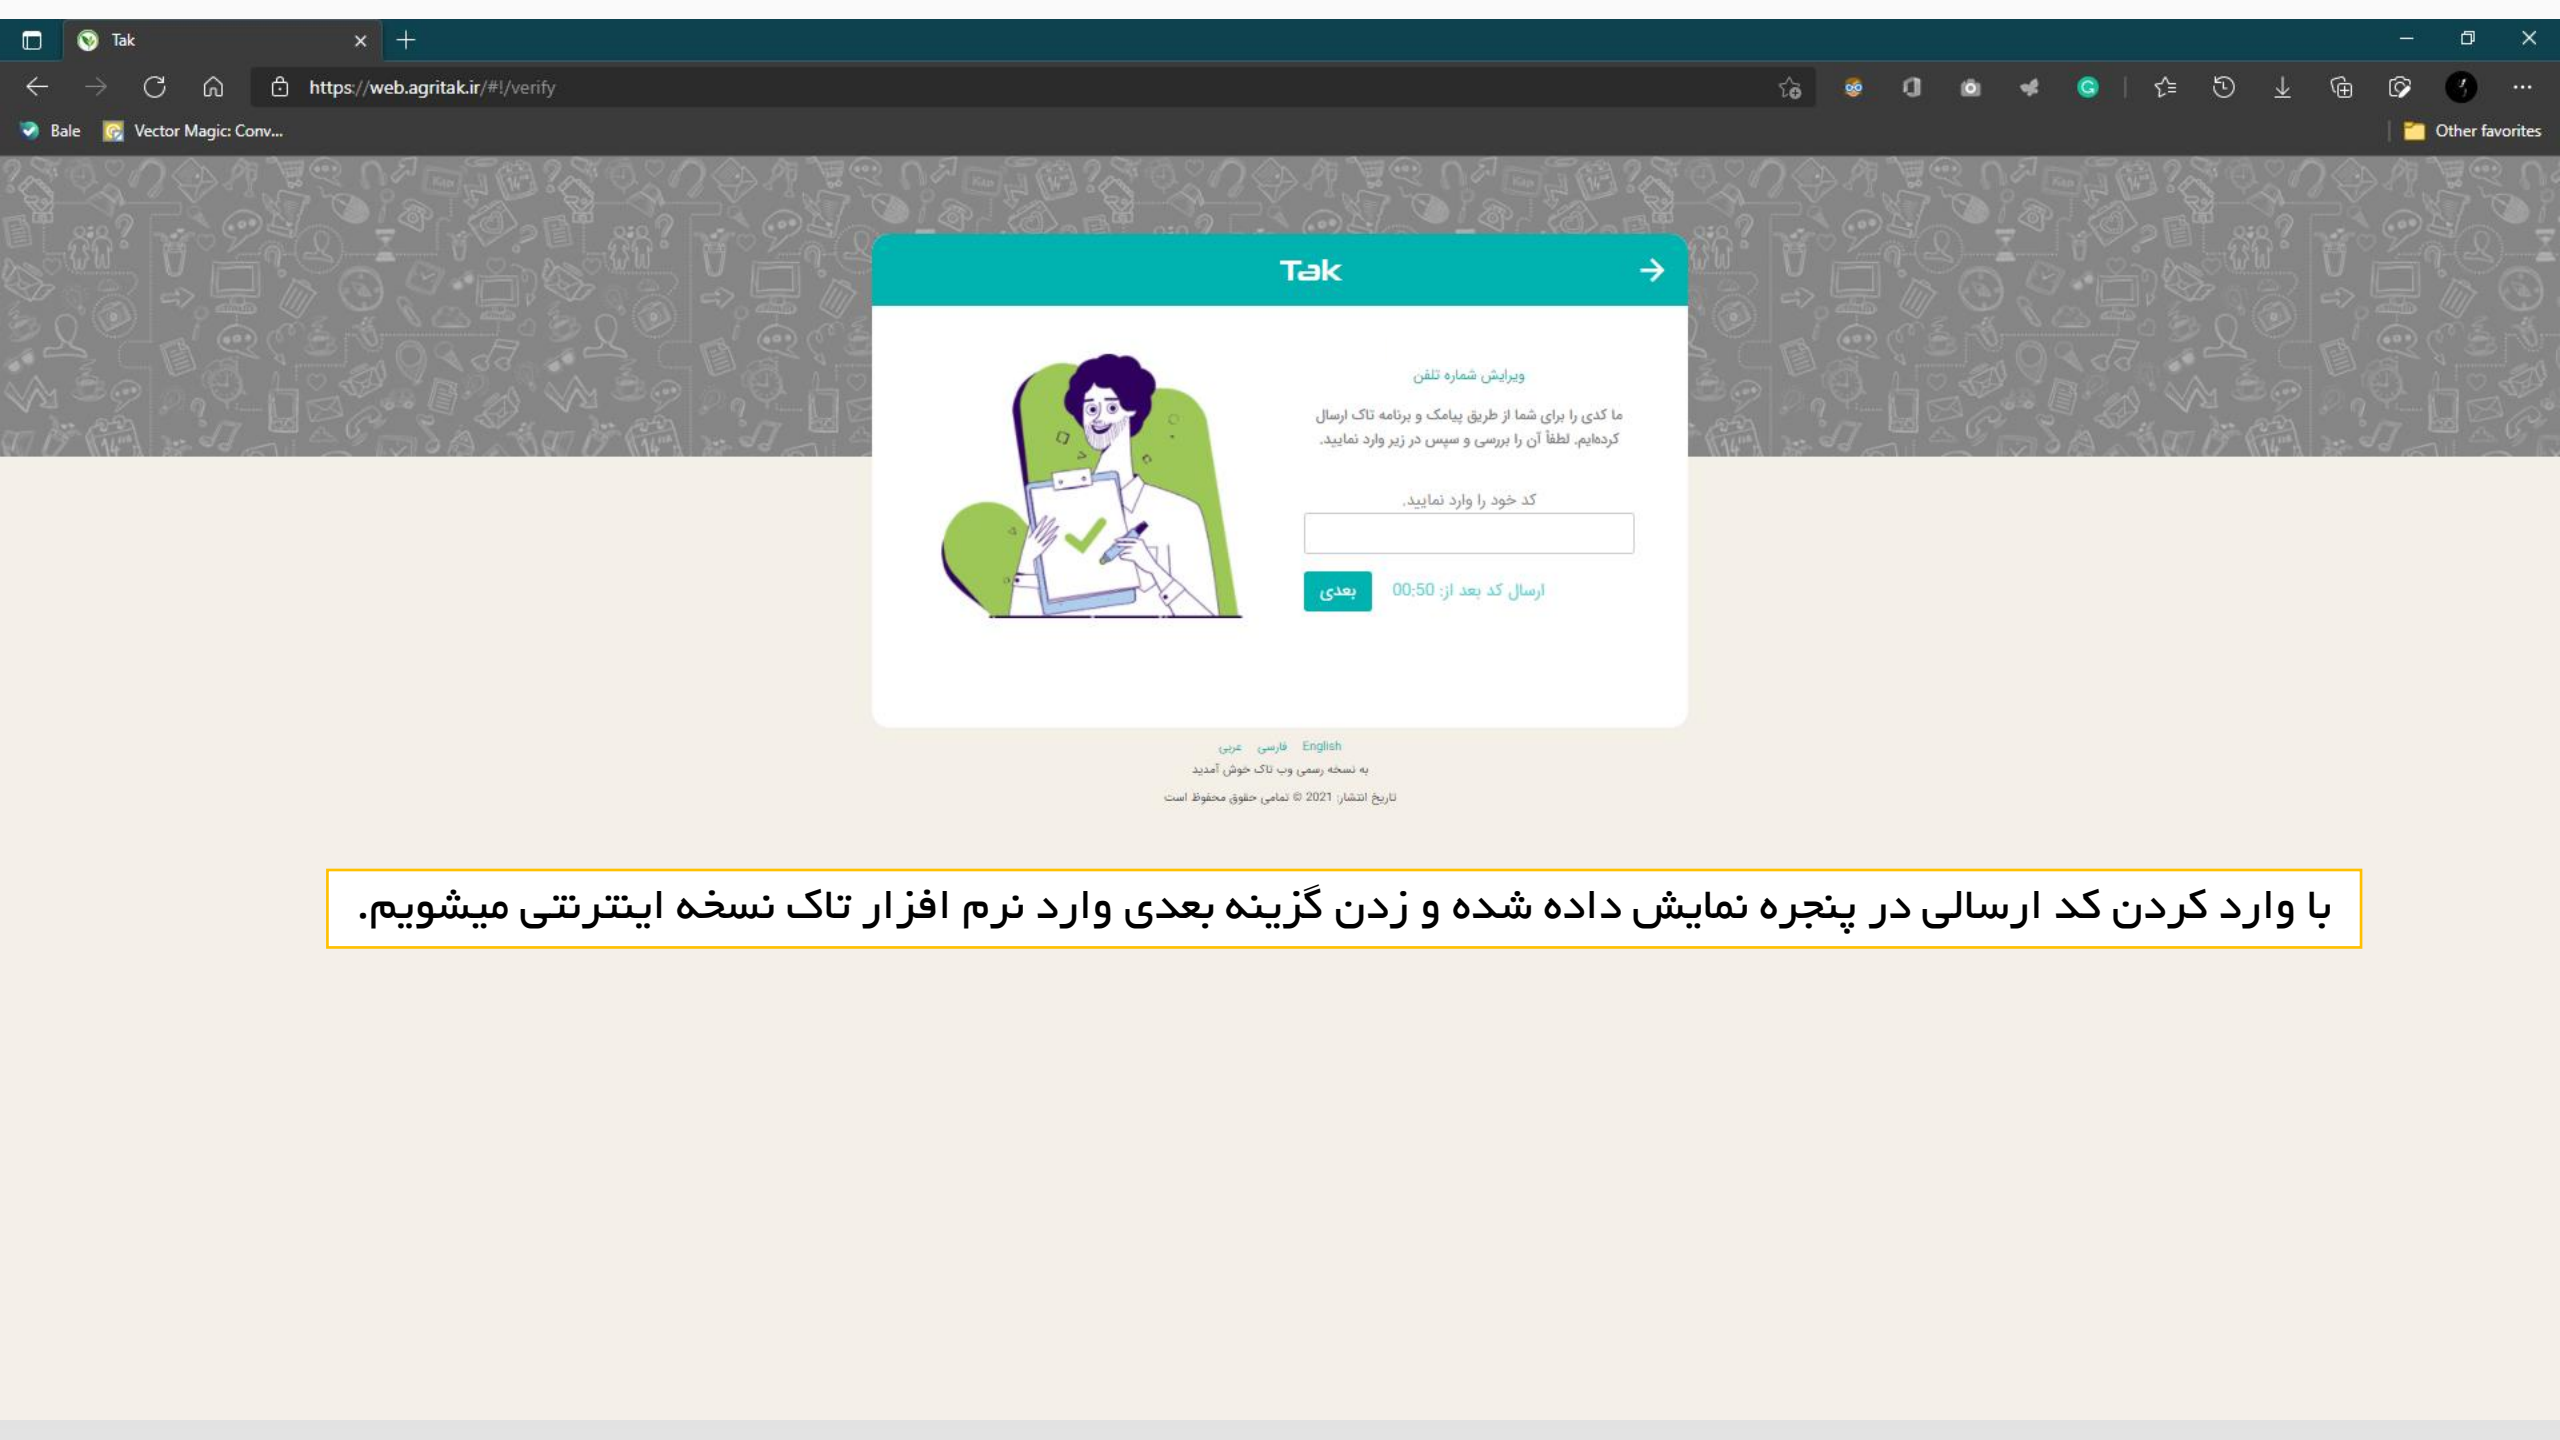 Tak
https://web.agritak.ir/#!/verify
Bale
Vector Magic: Conv...
Other favorites
Tak
ویرایش شماره تلفن
ما کدی را برای شما از طریق پیامک و برنامه تاک ارسال
کرده‌ایم. لطفاً آن را بررسی و سپس در زیر وارد نمایید.
کد خود را وارد نمایید.
ارسال کد بعد از: 00:50
بعدی
English فارسی عربی
به نسخه رسمی وب تاک خوش آمدید
تاریخ انتشار: 2021 © تمامی حقوق محفوظ است
با وارد کردن کد ارسالی در پنجره نمایش داده شده و زدن گزینه بعدی وارد نرم افزار تاک نسخه اینترنتی میشویم.